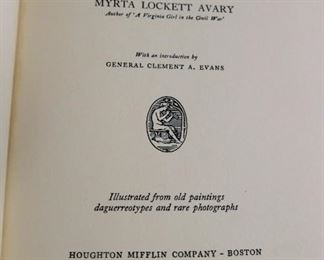 MYRTA LOCKETT AVARY
Author of 'A Virginia Girl in the Civil War'
With an introduction by
GENERAL CLEMENT A. EVANS
Illustrated from old paintings
daguerreotypes and rare photographs
HOUGHTON MIFFLIN COMPANY - BOSTON